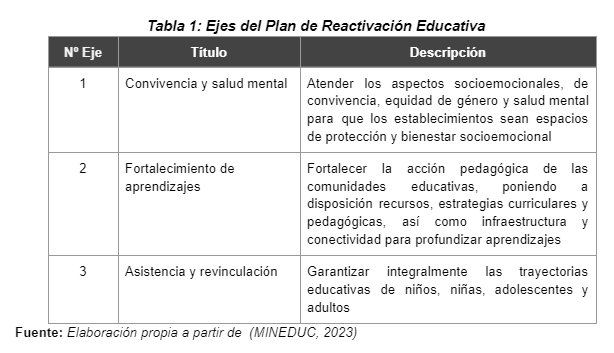 Tabla 1: Ejes del Plan de Reactivación Educativa
Nº Eje Título Descripción
1 Convivencia y salud mental Atender los aspectos socioemocionales, de
convivencia, equidad de género y salud mental
para que los establecimientos sean espacios
de protección y bienestar socioemocional
2 Fortalecimiento de Fortalecer la acción pedagógica de las
aprendizajes comunidades educativas, poniendo a
disposición recursos, estrategias curriculares y
pedagógicas, así como infraestructura y
conectividad para profundizar aprendizajes
3 Asistencia y revinculación Garantizar integralmente las trayectorias
educativas de niños, niñas, adolescentes y
adultos
Fuente: Elaboración propia a partir de (MINEDUC, 2023)